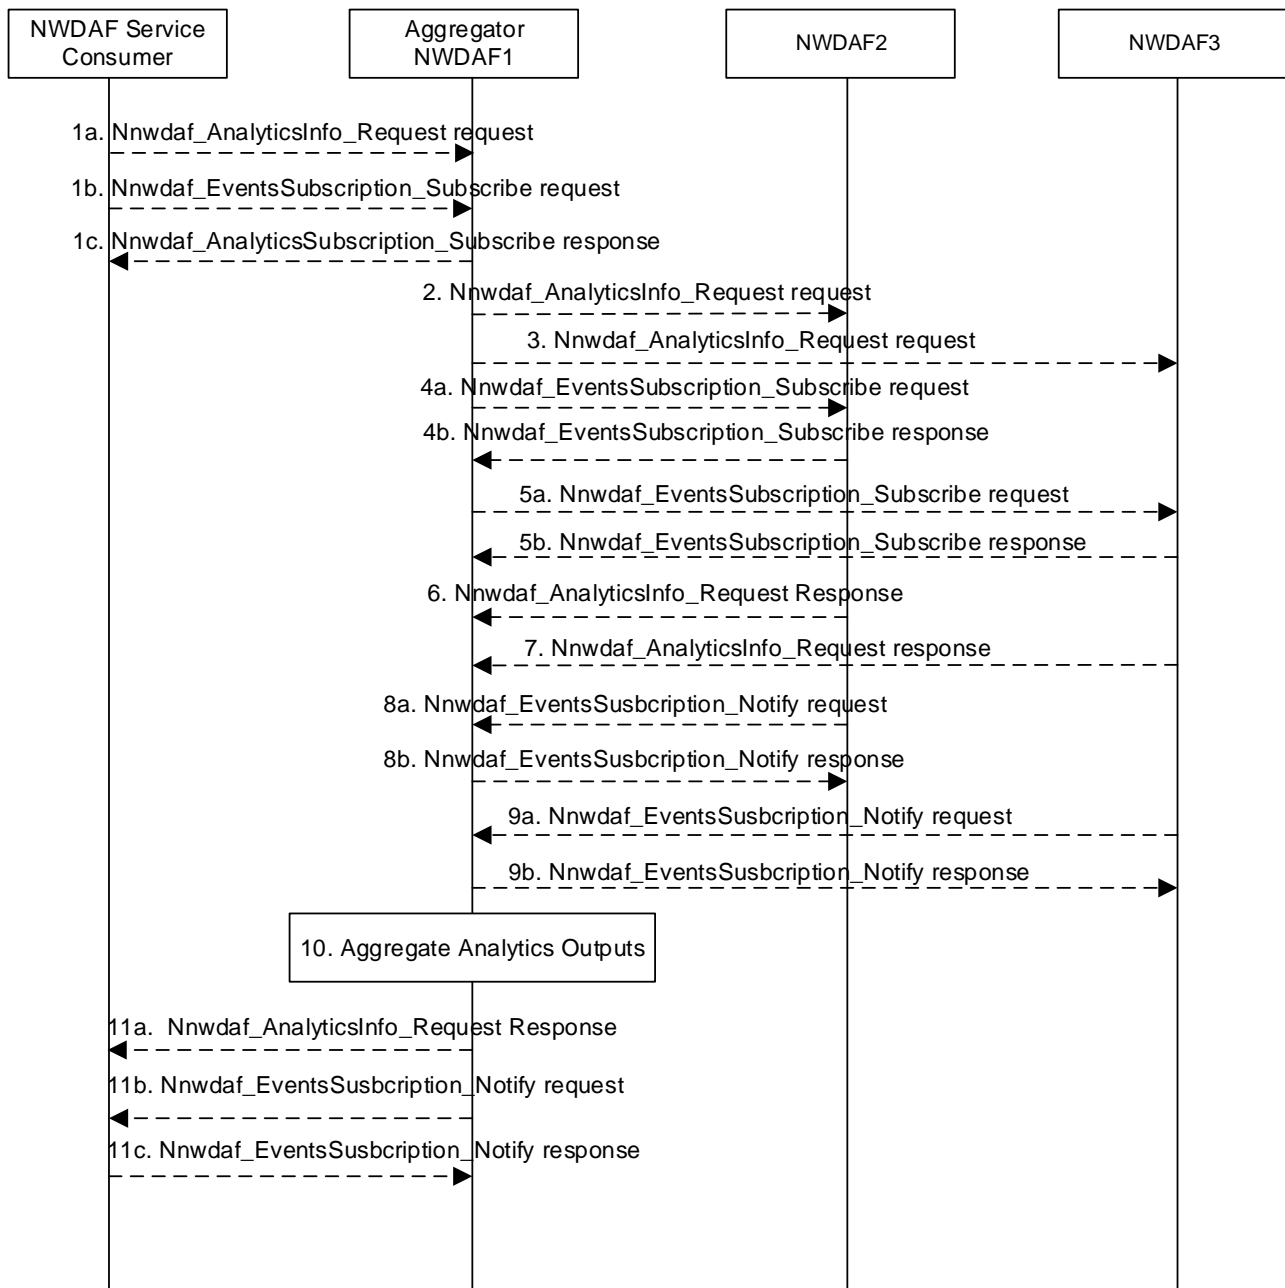 NWDAF Service
Consumer
Aggregator
NWDAF1
NWDAF2
NWDAF3
1a. Nnwdaf_AnalyticsInfo_Request request
1b. Nnwdaf_EventsSubscription_Subscribe request
1c. Nnwdaf_AnalyticsSubscription_Subscribe response
2. Nnwdaf_AnalyticsInfo_Request request
3. Nnwdaf_AnalyticsInfo_Request request
4a. Nnwdaf_EventsSubscription_Subscribe request
4b. Nnwdaf_EventsSubscription_Subscribe response
5a. Nnwdaf_EventsSubscription_Subscribe request
5b. Nnwdaf_EventsSubscription_Subscribe response
6. Nnwdaf_AnalyticsInfo_Request Response
7. Nnwdaf_AnalyticsInfo_Request response
8a. Nnwdaf_EventsSusbcription_Notify request
8b. Nnwdaf_EventsSusbcription_Notify response
9a. Nnwdaf_EventsSusbcription_Notify request
9b. Nnwdaf_EventsSusbcription_Notify response
10. Aggregate Analytics Outputs
11a. Nnwdaf_AnalyticsInfo_Request Response
11b. Nnwdaf_EventsSusbcription_Notify request
11c. Nnwdaf_EventsSusbcription_Notify response